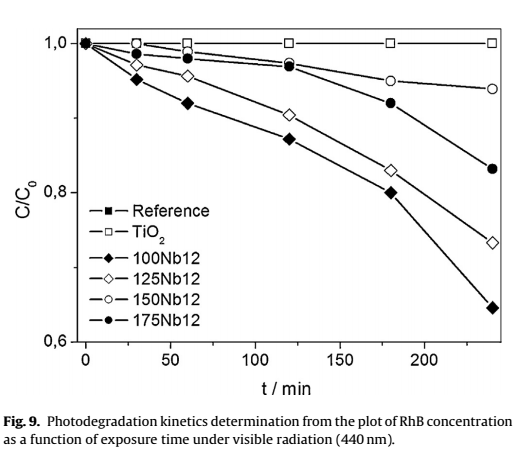 1,0
0,8
0,6
C/C₀
Reference
TiO₂
100Nb12
125Nb12
150Nb12
175Nb12
0 50 100 150 200
t / min
Fig. 9. Photodegradation kinetics determination from the plot of RhB concentration
as a function of exposure time under visible radiation (440 nm).